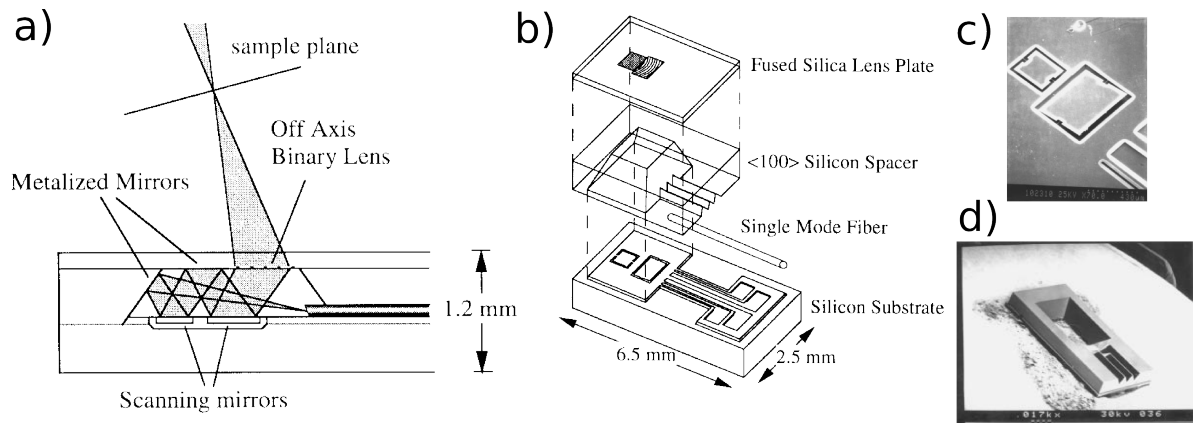 a)
sample plane
Off Axis
Binary Lens
Metalized Mirrors
1.2 mm
Scanning mirrors
b)
Fused Silica Lens Plate
<100> Silicon Spacer
Single Mode Fiber
Silicon Substrate
6.5 mm
2.5 mm
c)
d)
.017kx
30kv 036